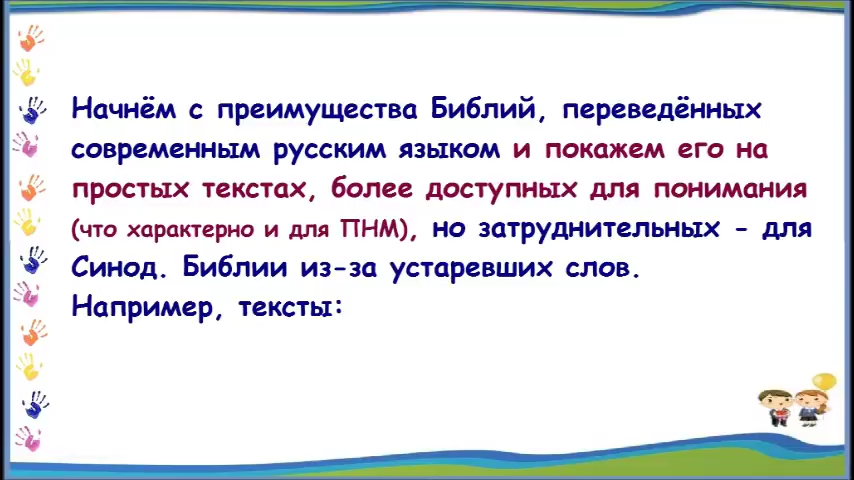 Начнём с преимущества Библий, переведённых
современным русским языком и покажем его на
простых текстах, более доступных для понимания
(что характерно и для ПНМ), но затруднительных - для
Синод. Библии из-за устаревших слов.
Например, тексты: